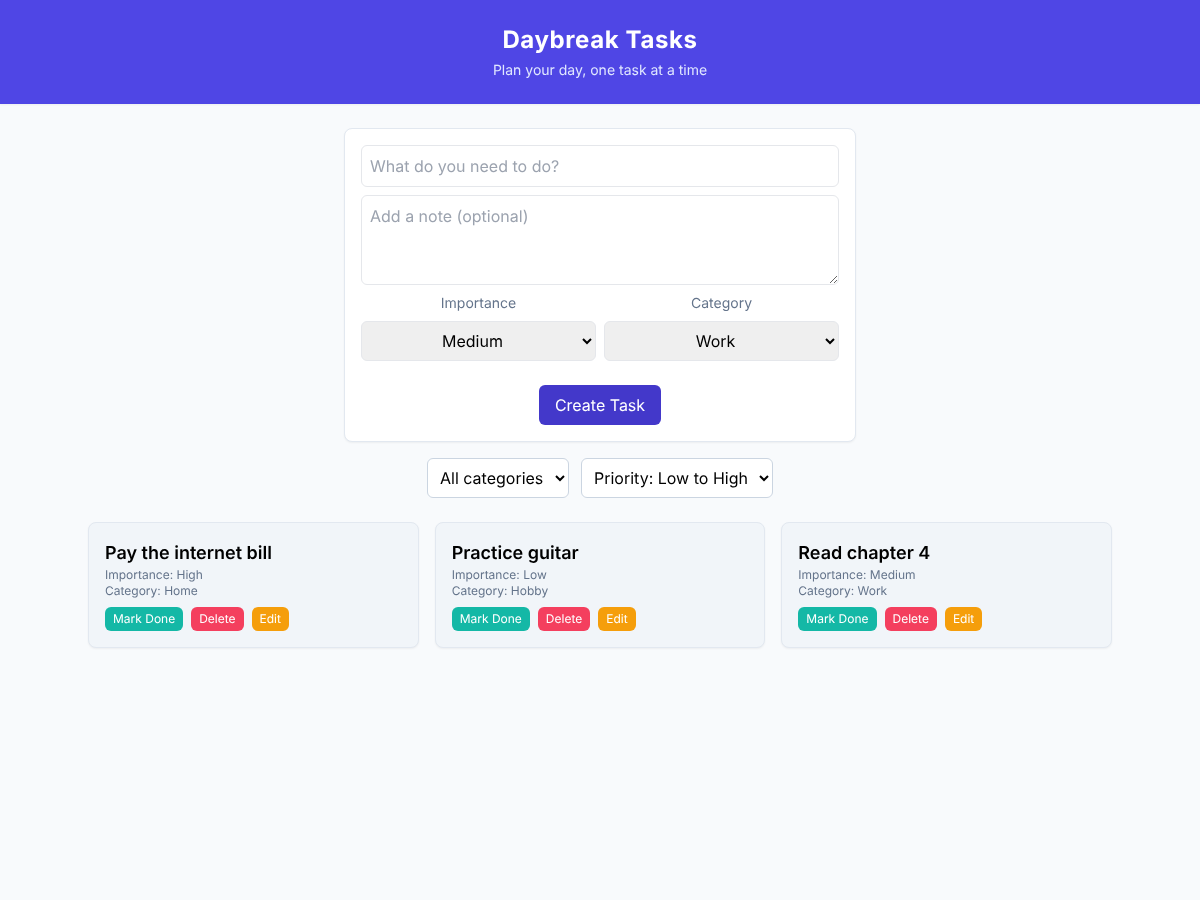 Daybreak Tasks
Plan your day, one task at a time
What do you need to do?
Add a note (optional)
Importance
Category
Medium
Work
Create Task
All categories
Priority: Low to High
Pay the internet bill
Importance: High
Category: Home
Mark Done
Delete
Edit
Practice guitar
Importance: Low
Category: Hobby
Mark Done
Delete
Edit
Read chapter 4
Importance: Medium
Category: Work
Mark Done
Delete
Edit